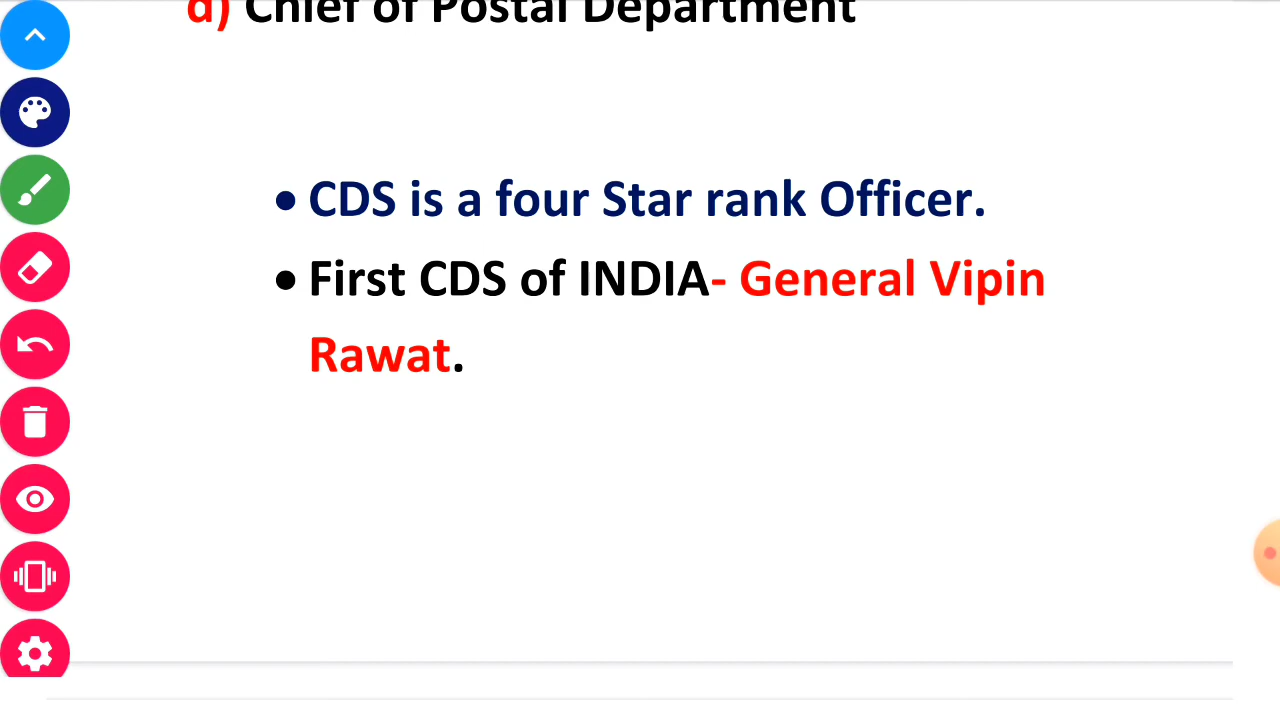 d) Chief of Postal Department
• CDS is a four Star rank Officer.
• First CDS of INDIA- General Vipin
Rawat.